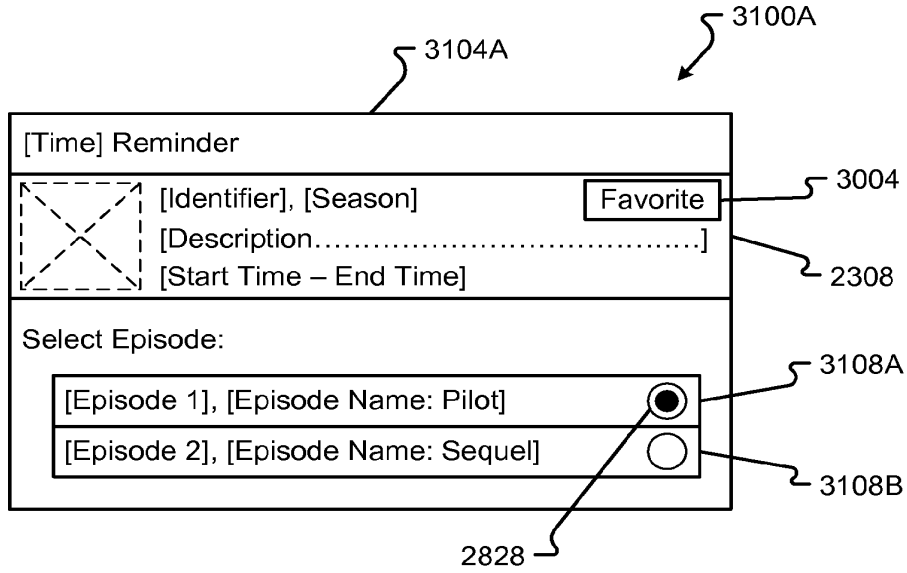 3100A
3104A
[Time] Reminder
[Identifier], [Season]
Favorite
3004
[Description.......................................]
2308
[Start Time – End Time]
Select Episode:
3108A
[Episode 1], [Episode Name: Pilot]
[Episode 2], [Episode Name: Sequel]
3108B
2828